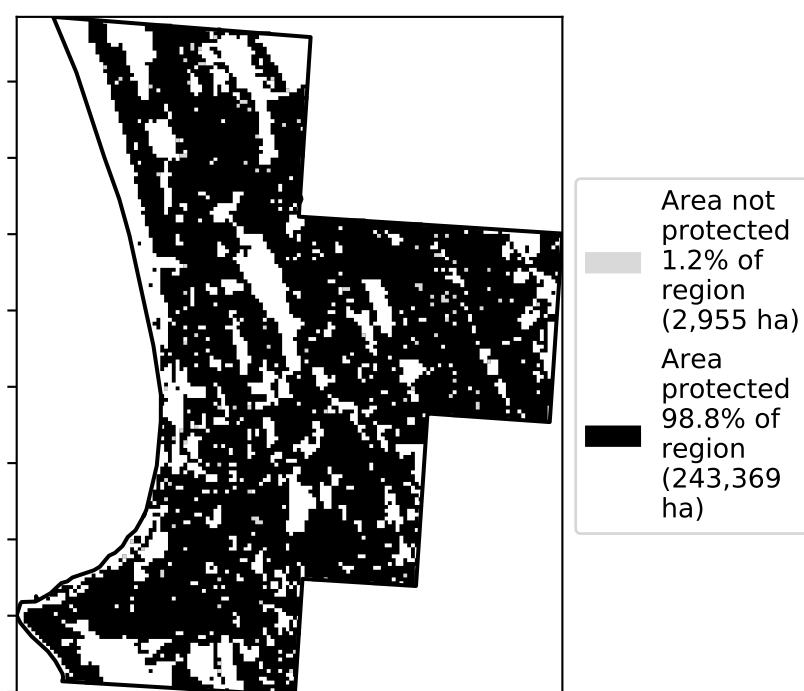 Area not
protected
1.2% of
region
(2,955 ha)
Area
protected
98.8% of
region
(243,369
ha)